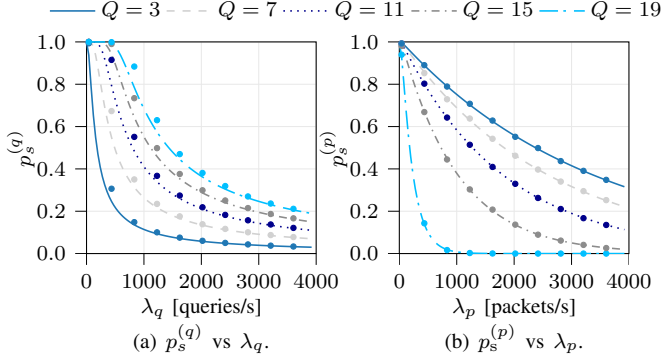 Q = 3 Q = 7 Q = 11 Q = 15 Q = 19
1.0
0.8
0.6
0.4
0.2
0.0
p_s^(q)
0 1000 2000 3000 4000
λ_q [queries/s]
(a) p_s^(q) vs λ_q.
1.0
0.8
0.6
0.4
0.2
0.0
p_s^(p)
0 1000 2000 3000 4000
λ_p [packets/s]
(b) p_s^(p) vs λ_p.